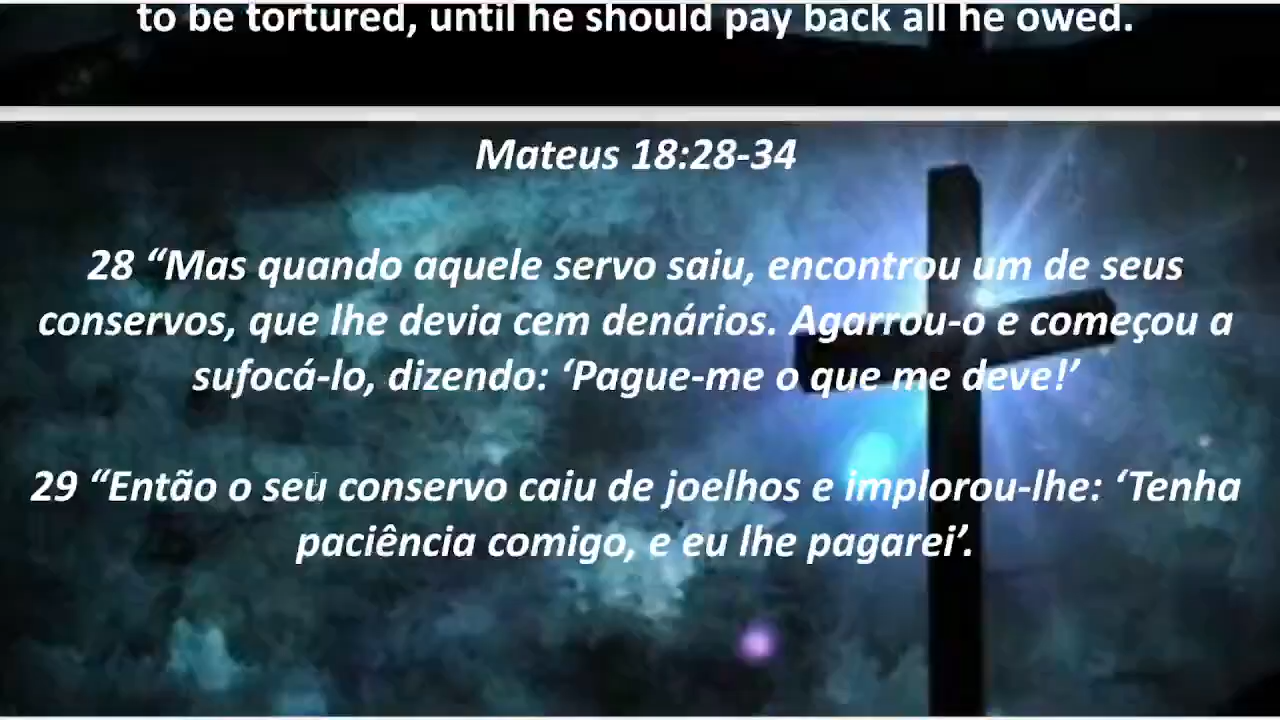 to be tortured, until he should pay back all he owed.
Mateus 18:28-34
28 “Mas quando aquele servo saiu, encontrou um de seus
conservos, que lhe devia cem denários. Agarrou-o e começou a
sufocá-lo, dizendo: ‘Pague-me o que me deve!’
29 “Então o seu conservo caiu de joelhos e implorou-lhe: ‘Tenha
paciência comigo, e eu lhe pagarei’.